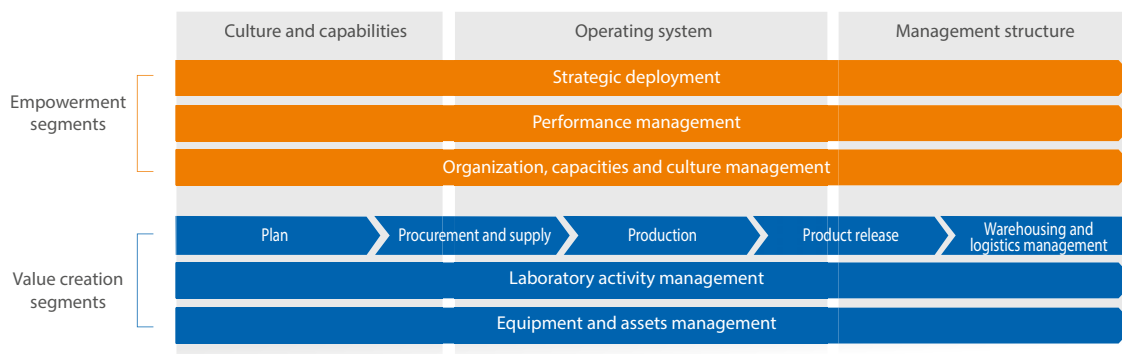 Culture and capabilities
Operating system
Management structure
Empowerment
segments
Strategic deployment
Performance management
Organization, capacities and culture management
Value creation
segments
Plan
Procurement and supply
Production
Product release
Warehousing and
logistics management
Laboratory activity management
Equipment and assets management